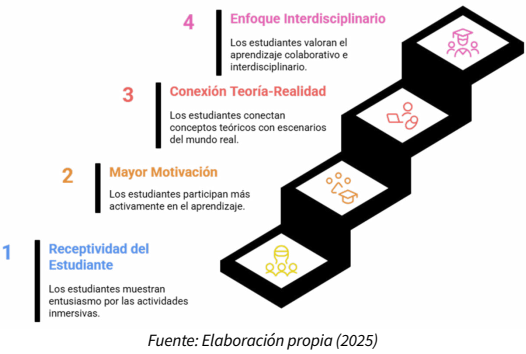 4
Enfoque Interdisciplinario
Los estudiantes valoran el
aprendizaje colaborativo e
interdisciplinario.
3
Conexión Teoría-Realidad
Los estudiantes conectan
conceptos teóricos con escenarios
del mundo real.
2
Mayor Motivación
Los estudiantes participan más
activamente en el aprendizaje.
1
Receptividad del
Estudiante
Los estudiantes muestran
entusiasmo por las actividades
inmersivas.
Fuente: Elaboración propia (2025)